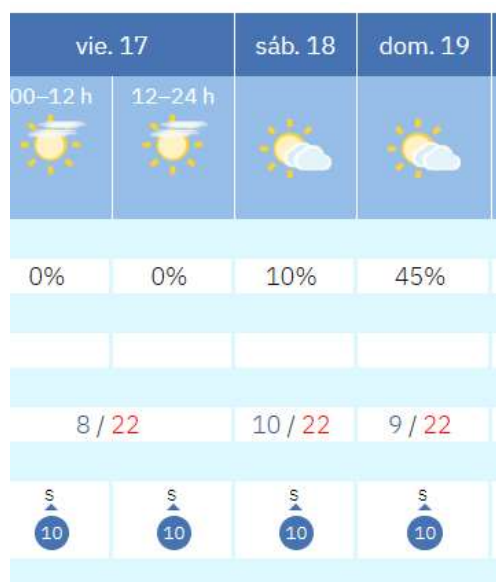 vie. 17 sáb. 18 dom. 19
00–12 h 12–24 h
0% 0% 10% 45%
8 / 22 10 / 22 9 / 22
S S S S
10 10 10 10